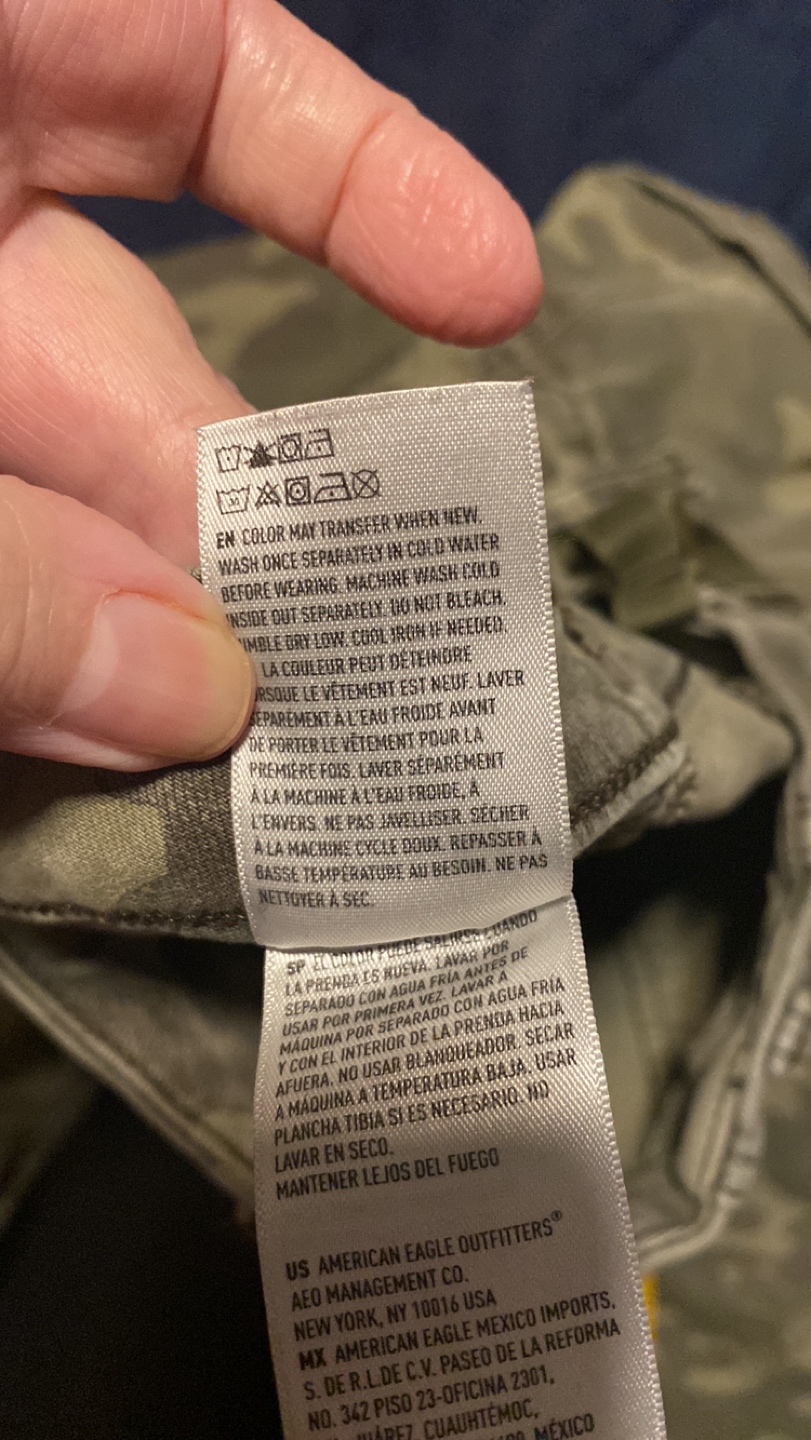 EN COLOR MAY TRANSFER WHEN NEW.
WASH ONCE SEPARATELY IN COLD WATER
BEFORE WEARING. MACHINE WASH COLD
INSIDE OUT SEPARATELY. DO NOT BLEACH.
UMBLE DRY LOW. COOL IRON IF NEEDED.
LA COULEUR PEUT DÉTEINDRE
RSQUE LE VÊTEMENT EST NEUF. LAVER
SÉPARÉMENT À L'EAU FROIDE AVANT
DE PORTER LE VÊTEMENT POUR LA
PREMIÈRE FOIS. LAVER SÉPARÉMENT
À LA MACHINE À L'EAU FROIDE, À
L'ENVERS. NE PAS JAVELLISER. SÉCHER
À LA MACHINE CYCLE DOUX. REPASSER À
BASSE TEMPÉRATURE AU BESOIN. NE PAS
NETTOYER À SEC.
SP EL COLOR PUEDE SALIRSE CUANDO
LA PRENDA ES NUEVA. LAVAR POR
SEPARADO CON AGUA FRÍA ANTES DE
USAR POR PRIMERA VEZ. LAVAR A
MÁQUINA POR SEPARADO CON AGUA FRÍA
Y CON EL INTERIOR DE LA PRENDA HACIA
AFUERA. NO USAR BLANQUEADOR. SECAR
A MÁQUINA A TEMPERATURA BAJA. USAR
PLANCHA TIBIA SI ES NECESARIO. NO
LAVAR EN SECO.
MANTENER LEJOS DEL FUEGO
US AMERICAN EAGLE OUTFITTERS®
AEO MANAGEMENT CO.
NEW YORK, NY 10016 USA
MX AMERICAN EAGLE MEXICO IMPORTS,
S. DE R.L.DE C.V. PASEO DE LA REFORMA
NO. 342 PISO 23-OFICINA 2301,
JUÁREZ, CUAUHTÉMOC,
MÉXICO